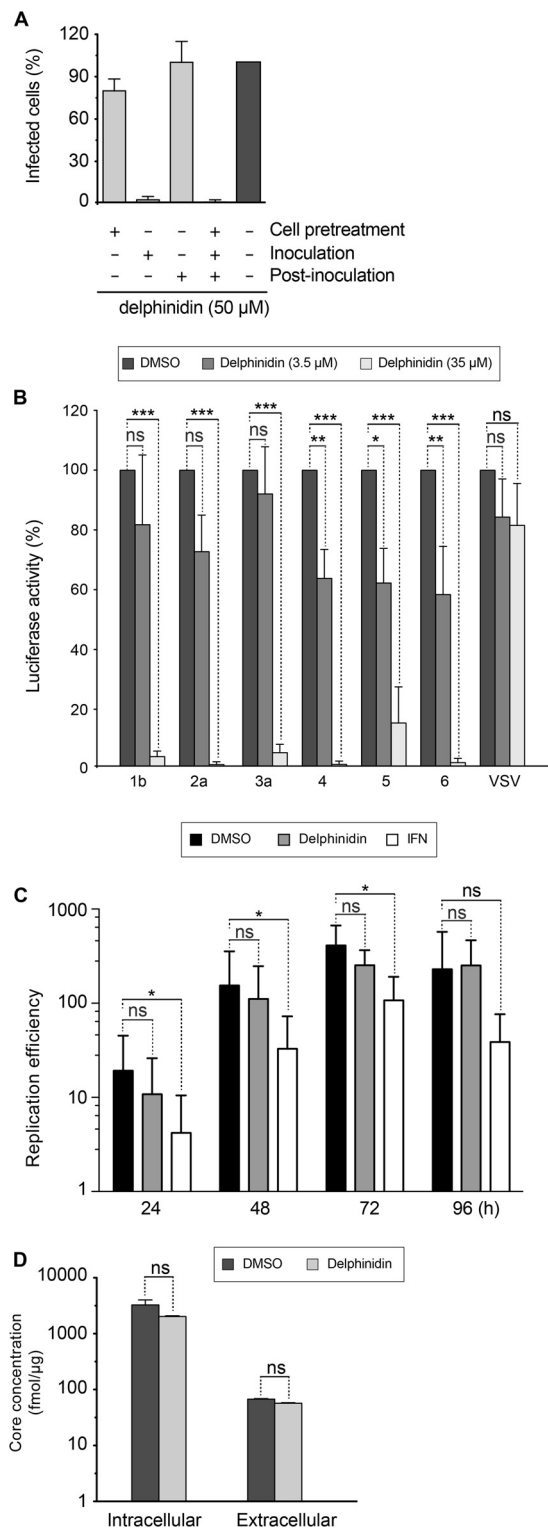 A
Infected cells (%)
120
90
60
30
0
+ − − + − Cell pretreatment
− + − + − Inoculation
− − + + − Post-inoculation
delphinidin (50 µM)
DMSO Delphinidin (3.5 µM) Delphinidin (35 µM)
B
Luciferase activity (%)
120
100
80
60
40
20
0
*** *** *** *** *** *** ns
ns ns ns ** * ** ns
1b 2a 3a 4 5 6 VSV
DMSO Delphinidin IFN
C
Replication efficiency
1000
100
10
1
* * * ns
ns ns ns ns
24 48 72 96 (h)
D
DMSO Delphinidin
Core concentration
(fmol/µg)
10000
1000
100
10
1
ns ns
Intracellular Extracellular